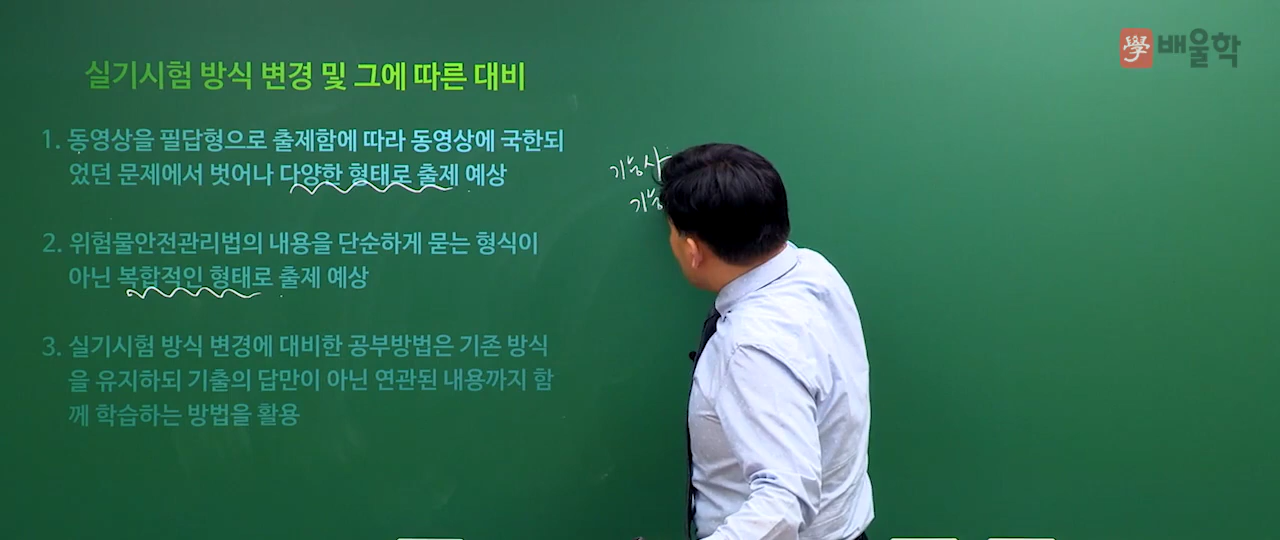 學 배울학
실기시험 방식 변경 및 그에 따른 대비
1. 동영상을 필답형으로 출제함에 따라 동영상에 국한되
었던 문제에서 벗어나 다양한 형태로 출제 예상
기능사
기능
2. 위험물안전관리법의 내용을 단순하게 묻는 형식이
아닌 복합적인 형태로 출제 예상
3. 실기시험 방식 변경에 대비한 공부방법은 기존 방식
을 유지하되 기출의 답만이 아닌 연관된 내용까지 함
께 학습하는 방법을 활용